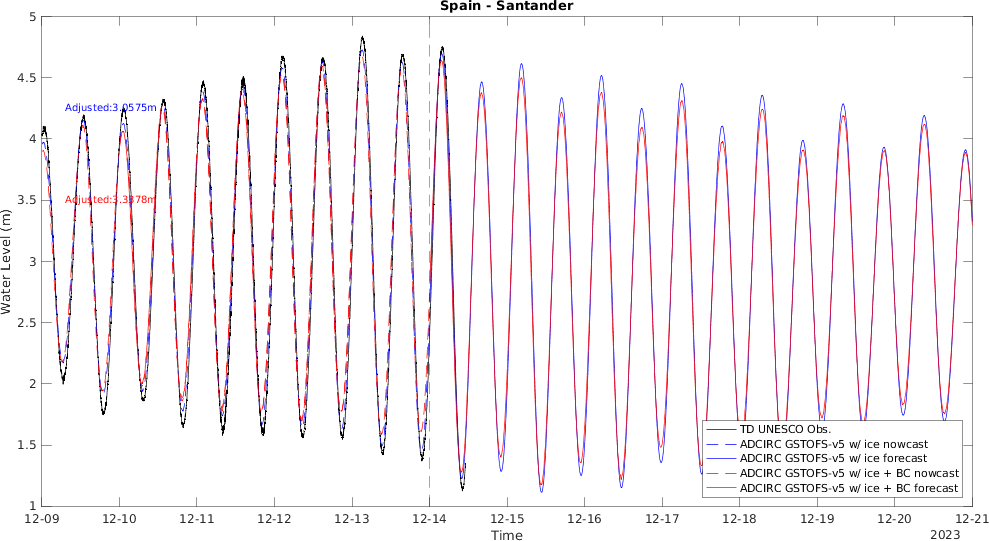 Spain - Santander
5
4.5
4
3.5
3
2.5
2
1.5
1
Water Level (m)
Adjusted:3.0575m
Adjusted:3.3378m
TD UNESCO Obs.
ADCIRC GSTOFS-v5 w/ ice nowcast
ADCIRC GSTOFS-v5 w/ ice forecast
ADCIRC GSTOFS-v5 w/ ice + BC nowcast
ADCIRC GSTOFS-v5 w/ ice + BC forecast
12-09 12-10 12-11 12-12 12-13 12-14 12-15 12-16 12-17 12-18 12-19 12-20 12-21
Time
2023